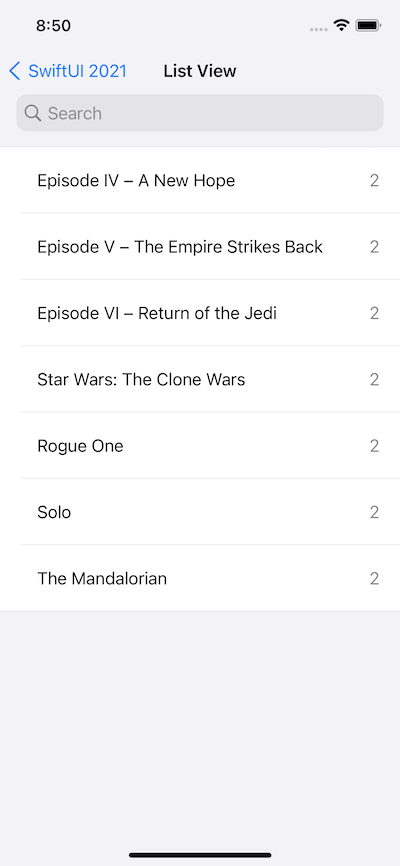 8:50
SwiftUI 2021 List View
Search
Episode IV – A New Hope 2
Episode V – The Empire Strikes Back 2
Episode VI – Return of the Jedi 2
Star Wars: The Clone Wars 2
Rogue One 2
Solo 2
The Mandalorian 2